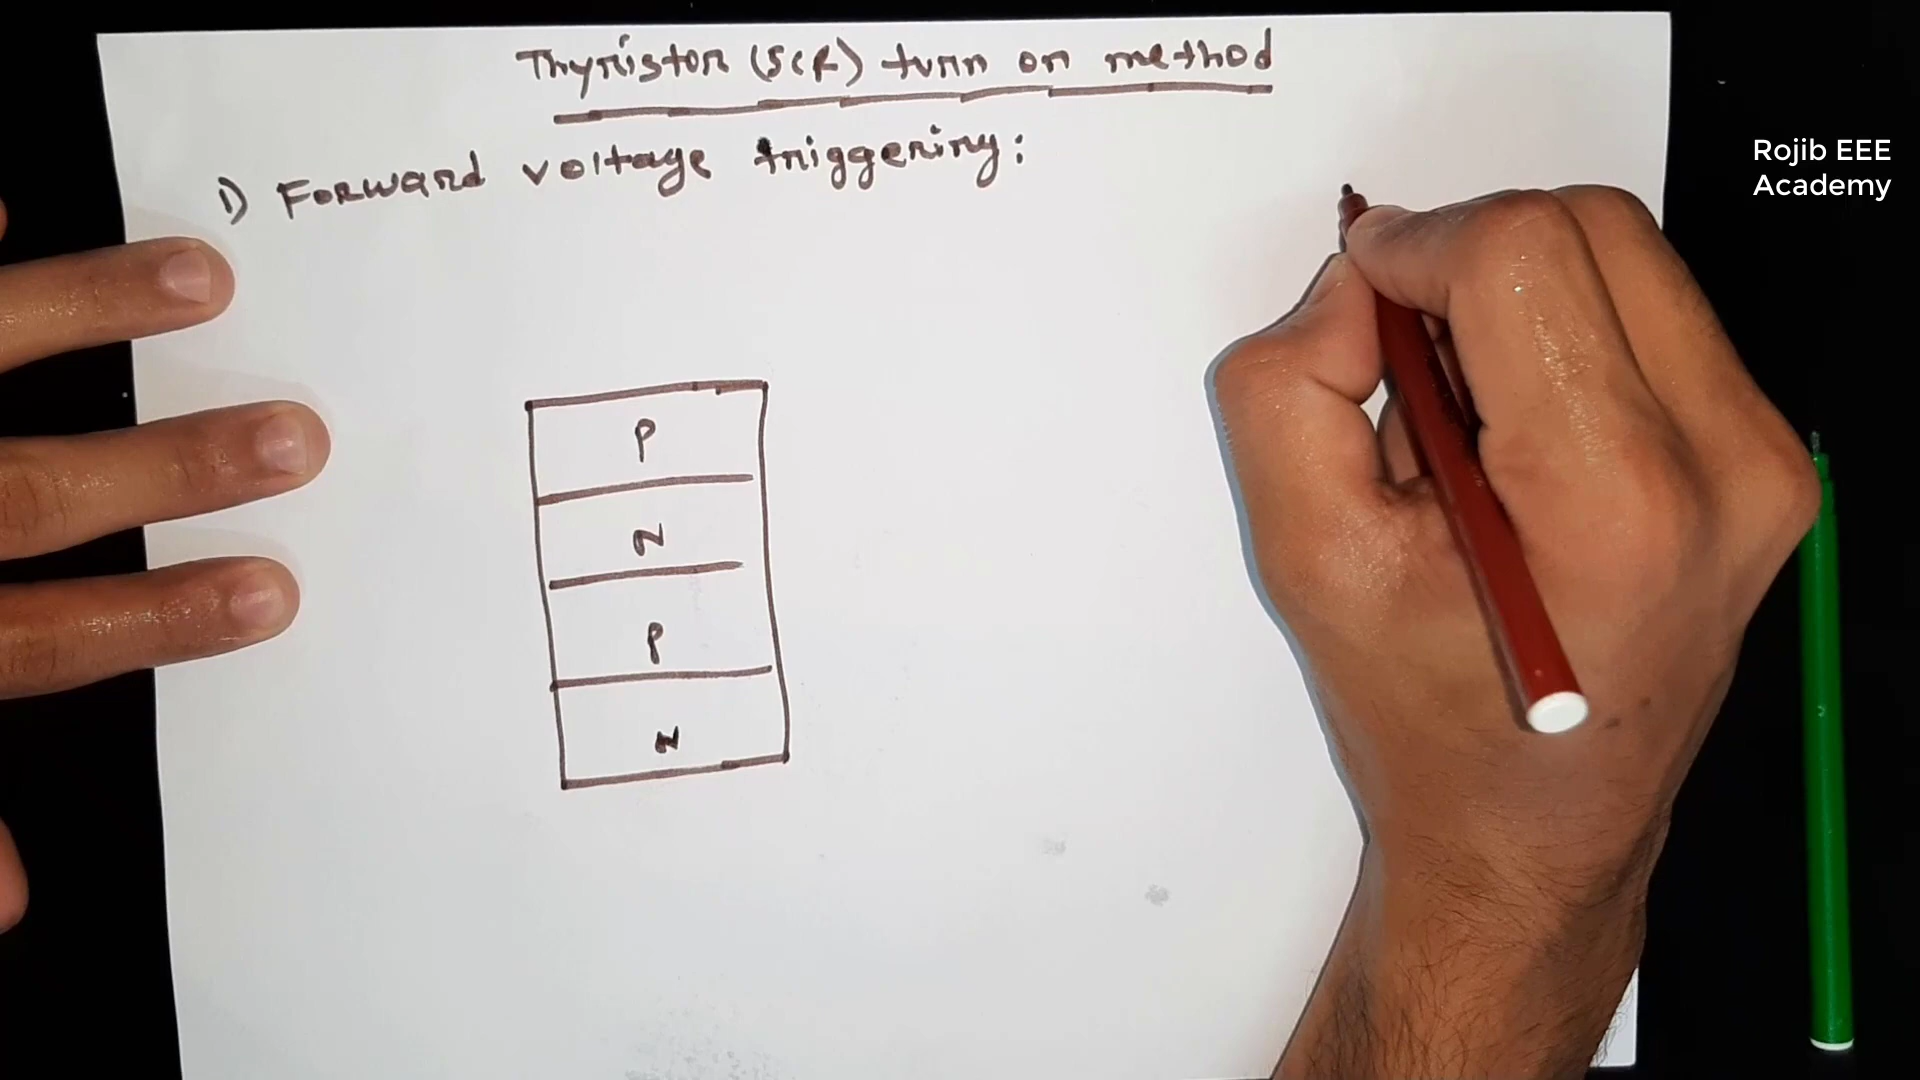 Thyristor (SCR) turn on method
1) Forward voltage triggering:
Rojib EEE
Academy
P
N
P
N